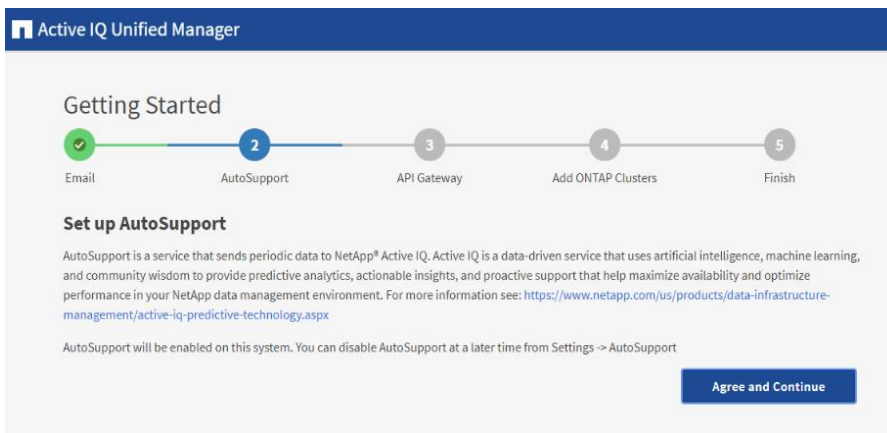 Active IQ Unified Manager
Getting Started
2
3
4
5
Email
AutoSupport
API Gateway
Add ONTAP Clusters
Finish
Set up AutoSupport
AutoSupport is a service that sends periodic data to NetApp® Active IQ. Active IQ is a data-driven service that uses artificial intelligence, machine learning,
and community wisdom to provide predictive analytics, actionable insights, and proactive support that help maximize availability and optimize
performance in your NetApp data management environment. For more information see: https://www.netapp.com/us/products/data-infrastructure-
management/active-iq-predictive-technology.aspx
AutoSupport will be enabled on this system. You can disable AutoSupport at a later time from Settings -> AutoSupport
Agree and Continue